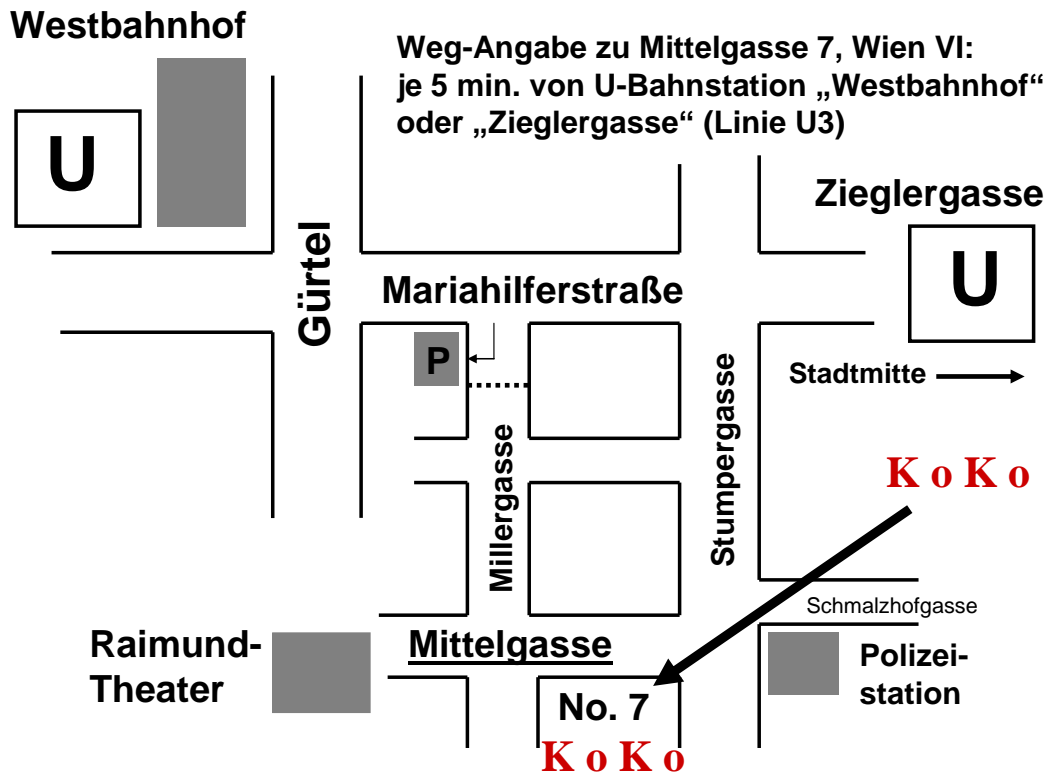 Westbahnhof
Weg-Angabe zu Mittelgasse 7, Wien VI:
je 5 min. von U-Bahnstation „Westbahnhof“
oder „Zieglergasse“ (Linie U3)
U
Zieglergasse
U
Gürtel
Mariahilferstraße
P
Stadtmitte
Millergasse
Stumpergasse
K o K o
Schmalzhofgasse
Raimund-
Theater
Mittelgasse
Polizei-
station
No. 7
K o K o